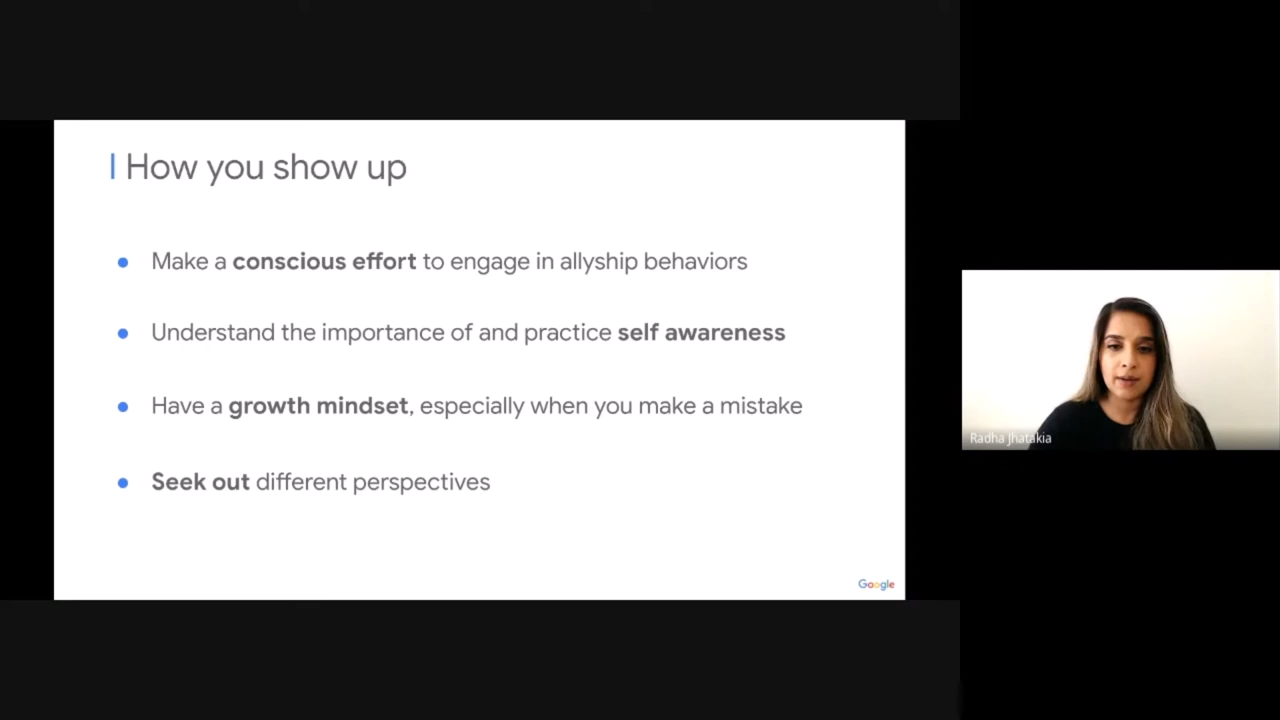 How you show up
● Make a conscious effort to engage in allyship behaviors
● Understand the importance of and practice self awareness
● Have a growth mindset, especially when you make a mistake
● Seek out different perspectives
Google
Radha Jhatakia